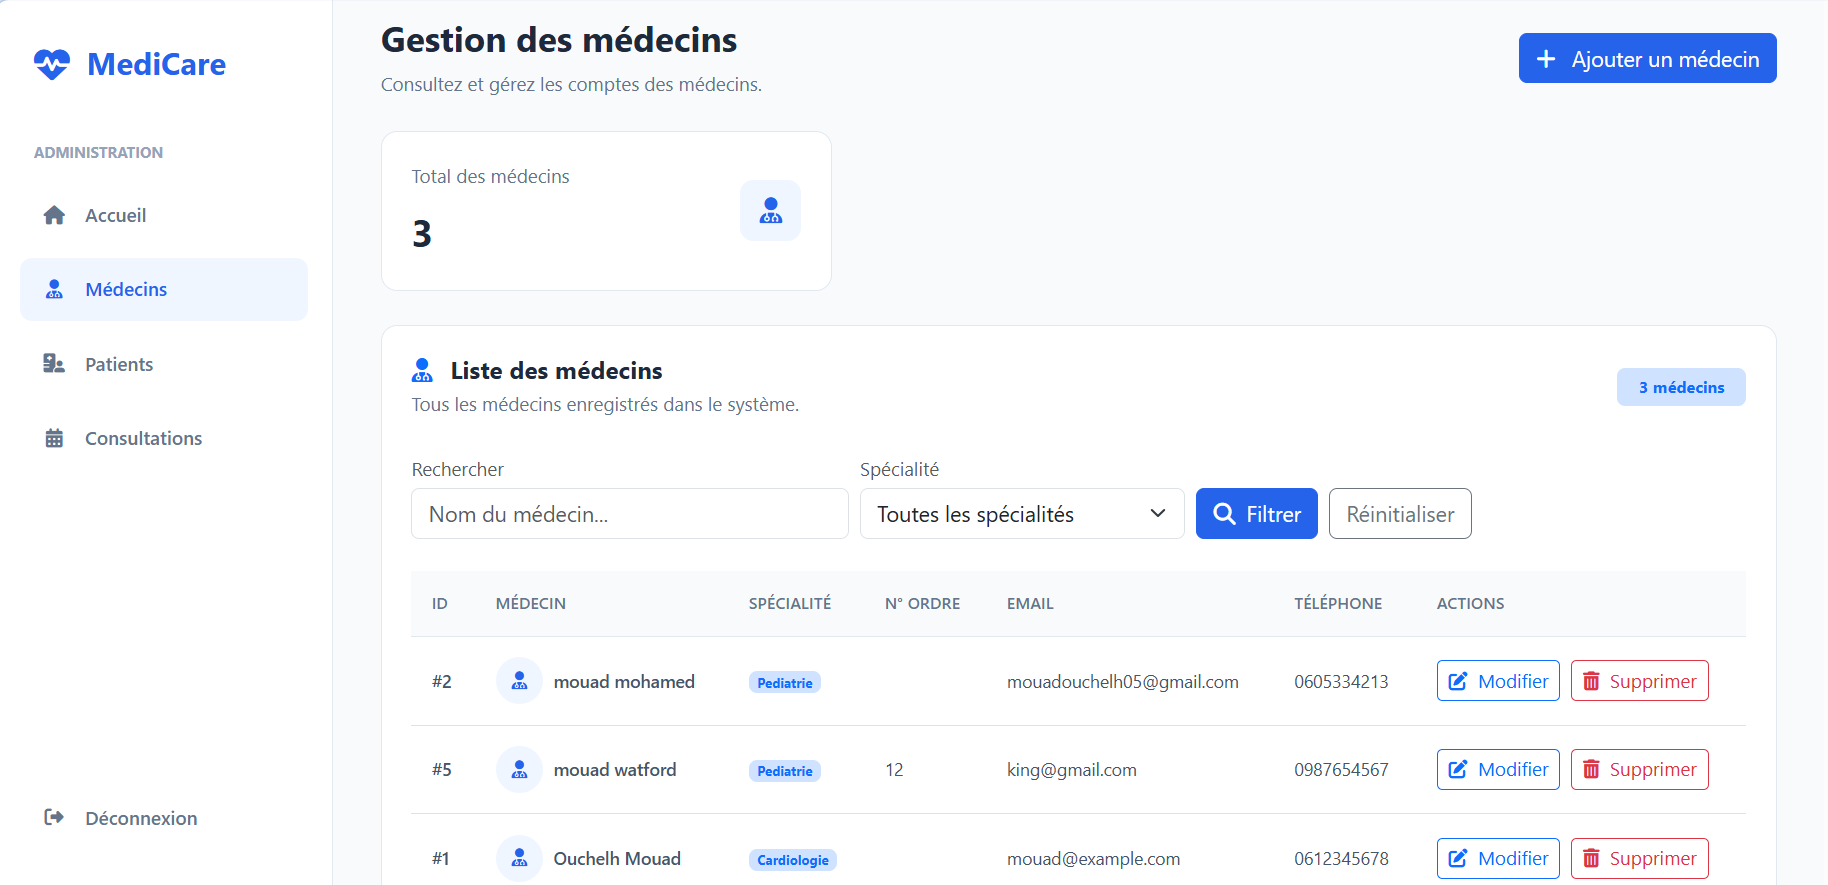 MediCare
ADMINISTRATION
Accueil
Médecins
Patients
Consultations
Déconnexion
Gestion des médecins
Consultez et gérez les comptes des médecins.
Ajouter un médecin
Total des médecins
3
Liste des médecins
Tous les médecins enregistrés dans le système.
3 médecins
Rechercher
Spécialité
Nom du médecin...
Toutes les spécialités
Filtrer
Réinitialiser
ID MÉDECIN SPÉCIALITÉ N° ORDRE EMAIL TÉLÉPHONE ACTIONS
#2 mouad mohamed Pediatrie mouadouchelh05@gmail.com 0605334213 Modifier Supprimer
#5 mouad watford Pediatrie 12 king@gmail.com 0987654567 Modifier Supprimer
#1 Ouchelh Mouad Cardiologie mouad@example.com 0612345678 Modifier Supprimer